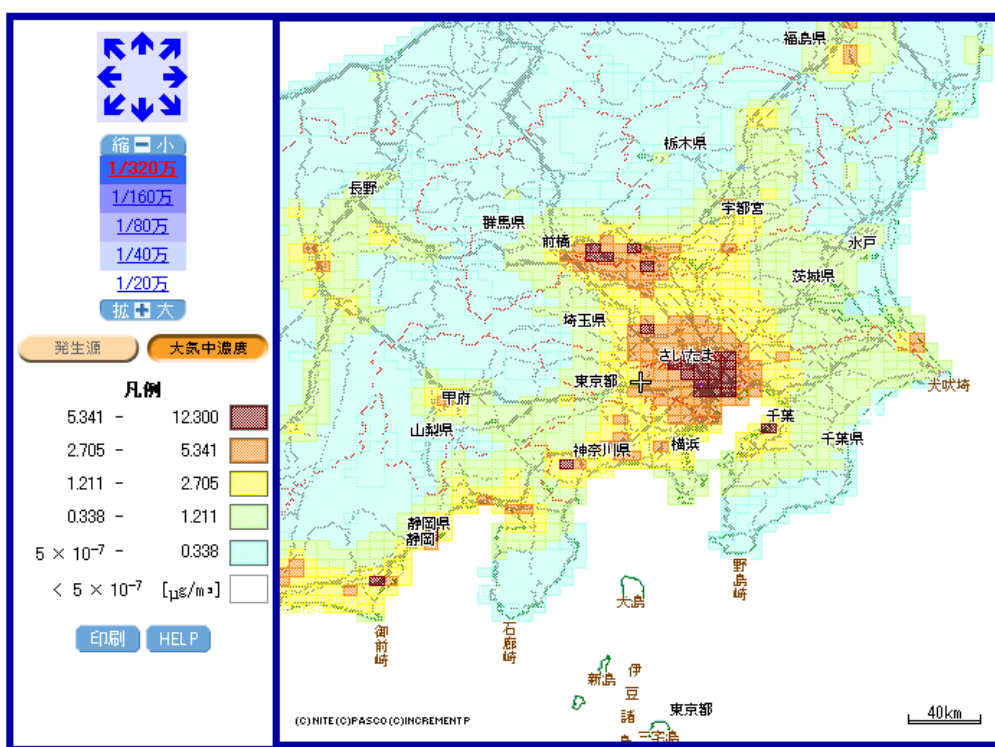 縮 小
1/320万
1/160万
1/80万
1/40万
1/20万
拡 大
発生源
大気中濃度
凡例
5.341 - 12.300
2.705 - 5.341
1.211 - 2.705
0.338 - 1.211
5 × 10⁻⁷ - 0.338
< 5 × 10⁻⁷ [μg/m³]
印刷
HELP
福島県
栃木県
長野
群馬県
宇都宮
前橋
水戸
茨城県
埼玉県
さいたま
東京都
犬吠埼
甲府
千葉
山梨県
千葉県
神奈川県
横浜
静岡県
静岡
野島崎
大島
御前崎
石廊崎
新島
伊豆諸島
東京都
三宅島
(C)NITE(C)PASCO(C)INCREMENT P
40km